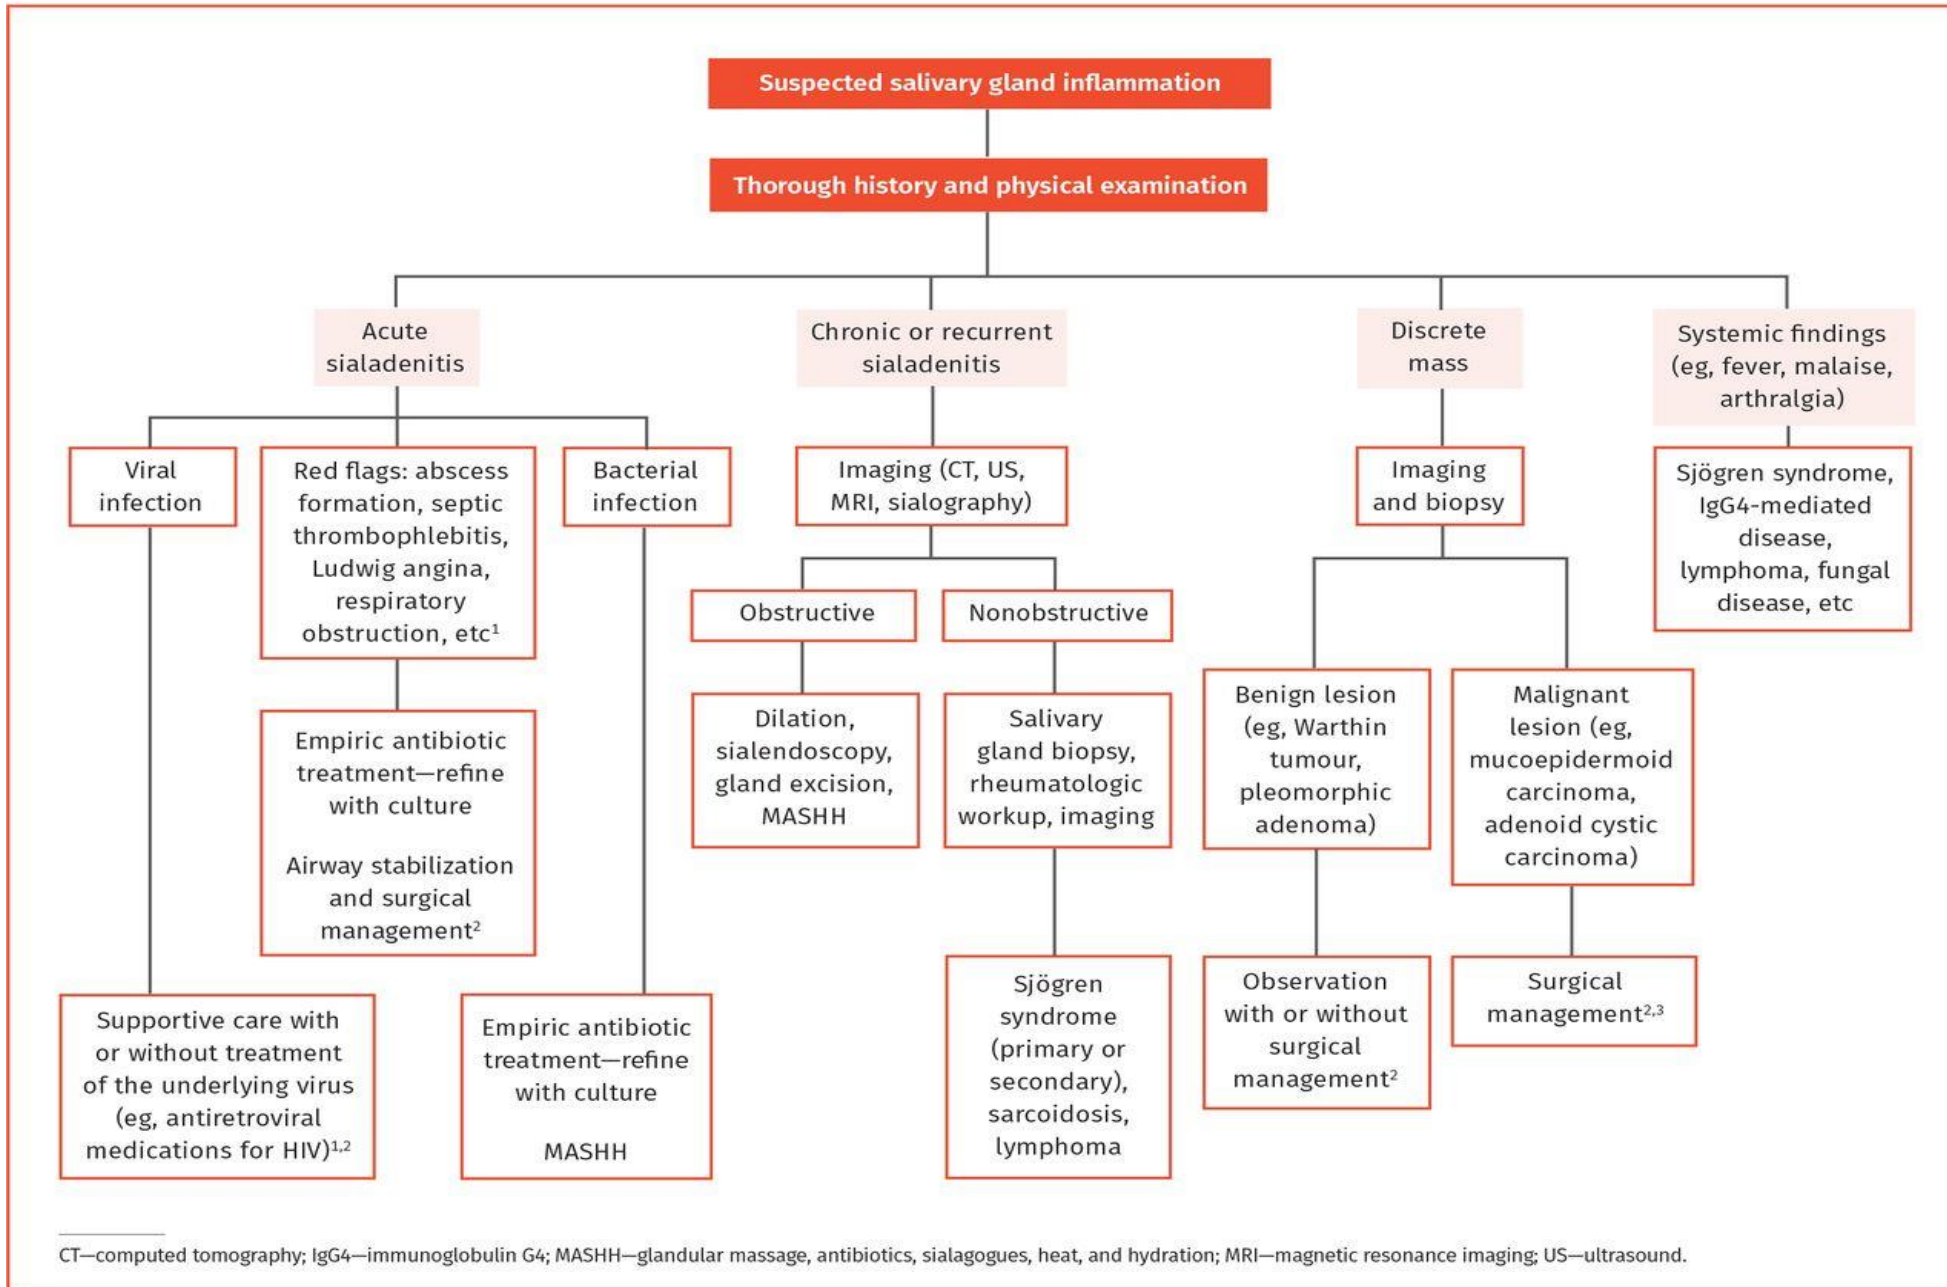 Suspected salivary gland inflammation
Thorough history and physical examination
Acute
sialadenitis
Viral
infection
Red flags: abscess
formation, septic
thrombophlebitis,
Ludwig angina,
respiratory
obstruction, etc¹
Bacterial
infection
Empiric antibiotic
treatment—refine
with culture
Airway stabilization
and surgical
management²
Supportive care with
or without treatment
of the underlying virus
(eg, antiretroviral
medications for HIV)¹,²
Empiric antibiotic
treatment—refine
with culture
MASHH
Chronic or recurrent
sialadenitis
Imaging (CT, US,
MRI, sialography)
Obstructive
Dilation,
sialendoscopy,
gland excision,
MASHH
Nonobstructive
Salivary
gland biopsy,
rheumatologic
workup, imaging
Sjögren
syndrome
(primary or
secondary),
sarcoidosis,
lymphoma
Discrete
mass
Imaging
and biopsy
Benign lesion
(eg, Warthin
tumour,
pleomorphic
adenoma)
Observation
with or without
surgical
management²
Malignant
lesion (eg,
mucoepidermoid
carcinoma,
adenoid cystic
carcinoma)
Surgical
management²,³
Systemic findings
(eg, fever, malaise,
arthralgia)
Sjögren syndrome,
IgG4-mediated
disease,
lymphoma, fungal
disease, etc
CT—computed tomography; IgG4—immunoglobulin G4; MASHH—glandular massage, antibiotics, sialagogues, heat, and hydration; MRI—magnetic resonance imaging; US—ultrasound.